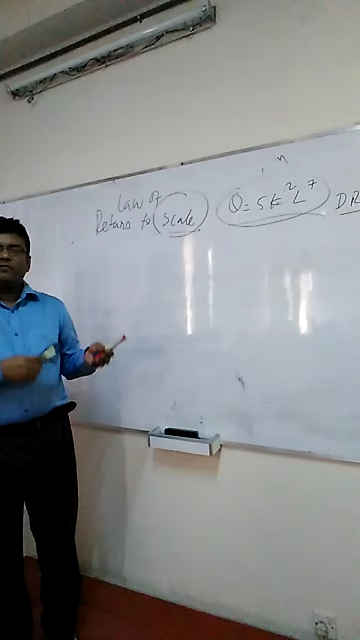 Law of
Returns to Scale
Q = 5K²L⁷ DR
n